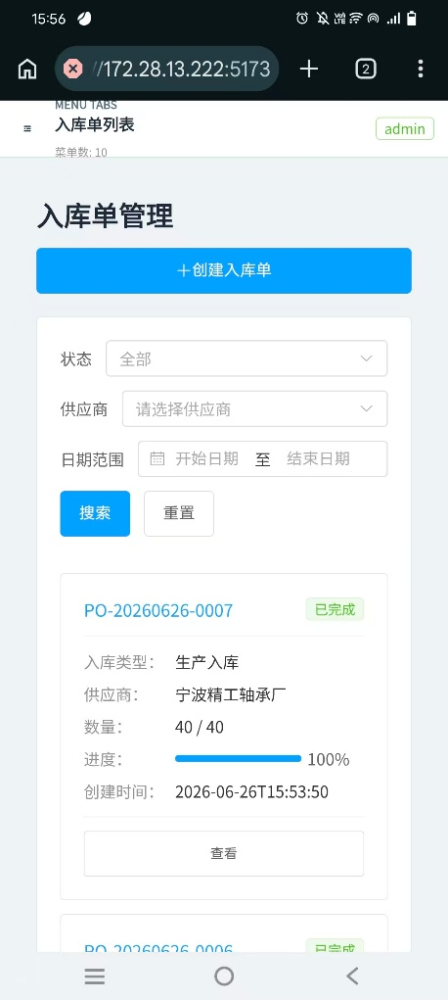 15:56
Vo) LTE
//172.28.13.222:5173
2
MENU TABS
入库单列表
菜单数: 10
admin
入库单管理
＋创建入库单
状态 全部
供应商 请选择供应商
日期范围 开始日期 至 结束日期
搜索 重置
PO-20260626-0007 已完成
入库类型: 生产入库
供应商: 宁波精工轴承厂
数量: 40 / 40
进度: 100%
创建时间: 2026-06-26T15:53:50
查看
PO-20260626-0006 已完成